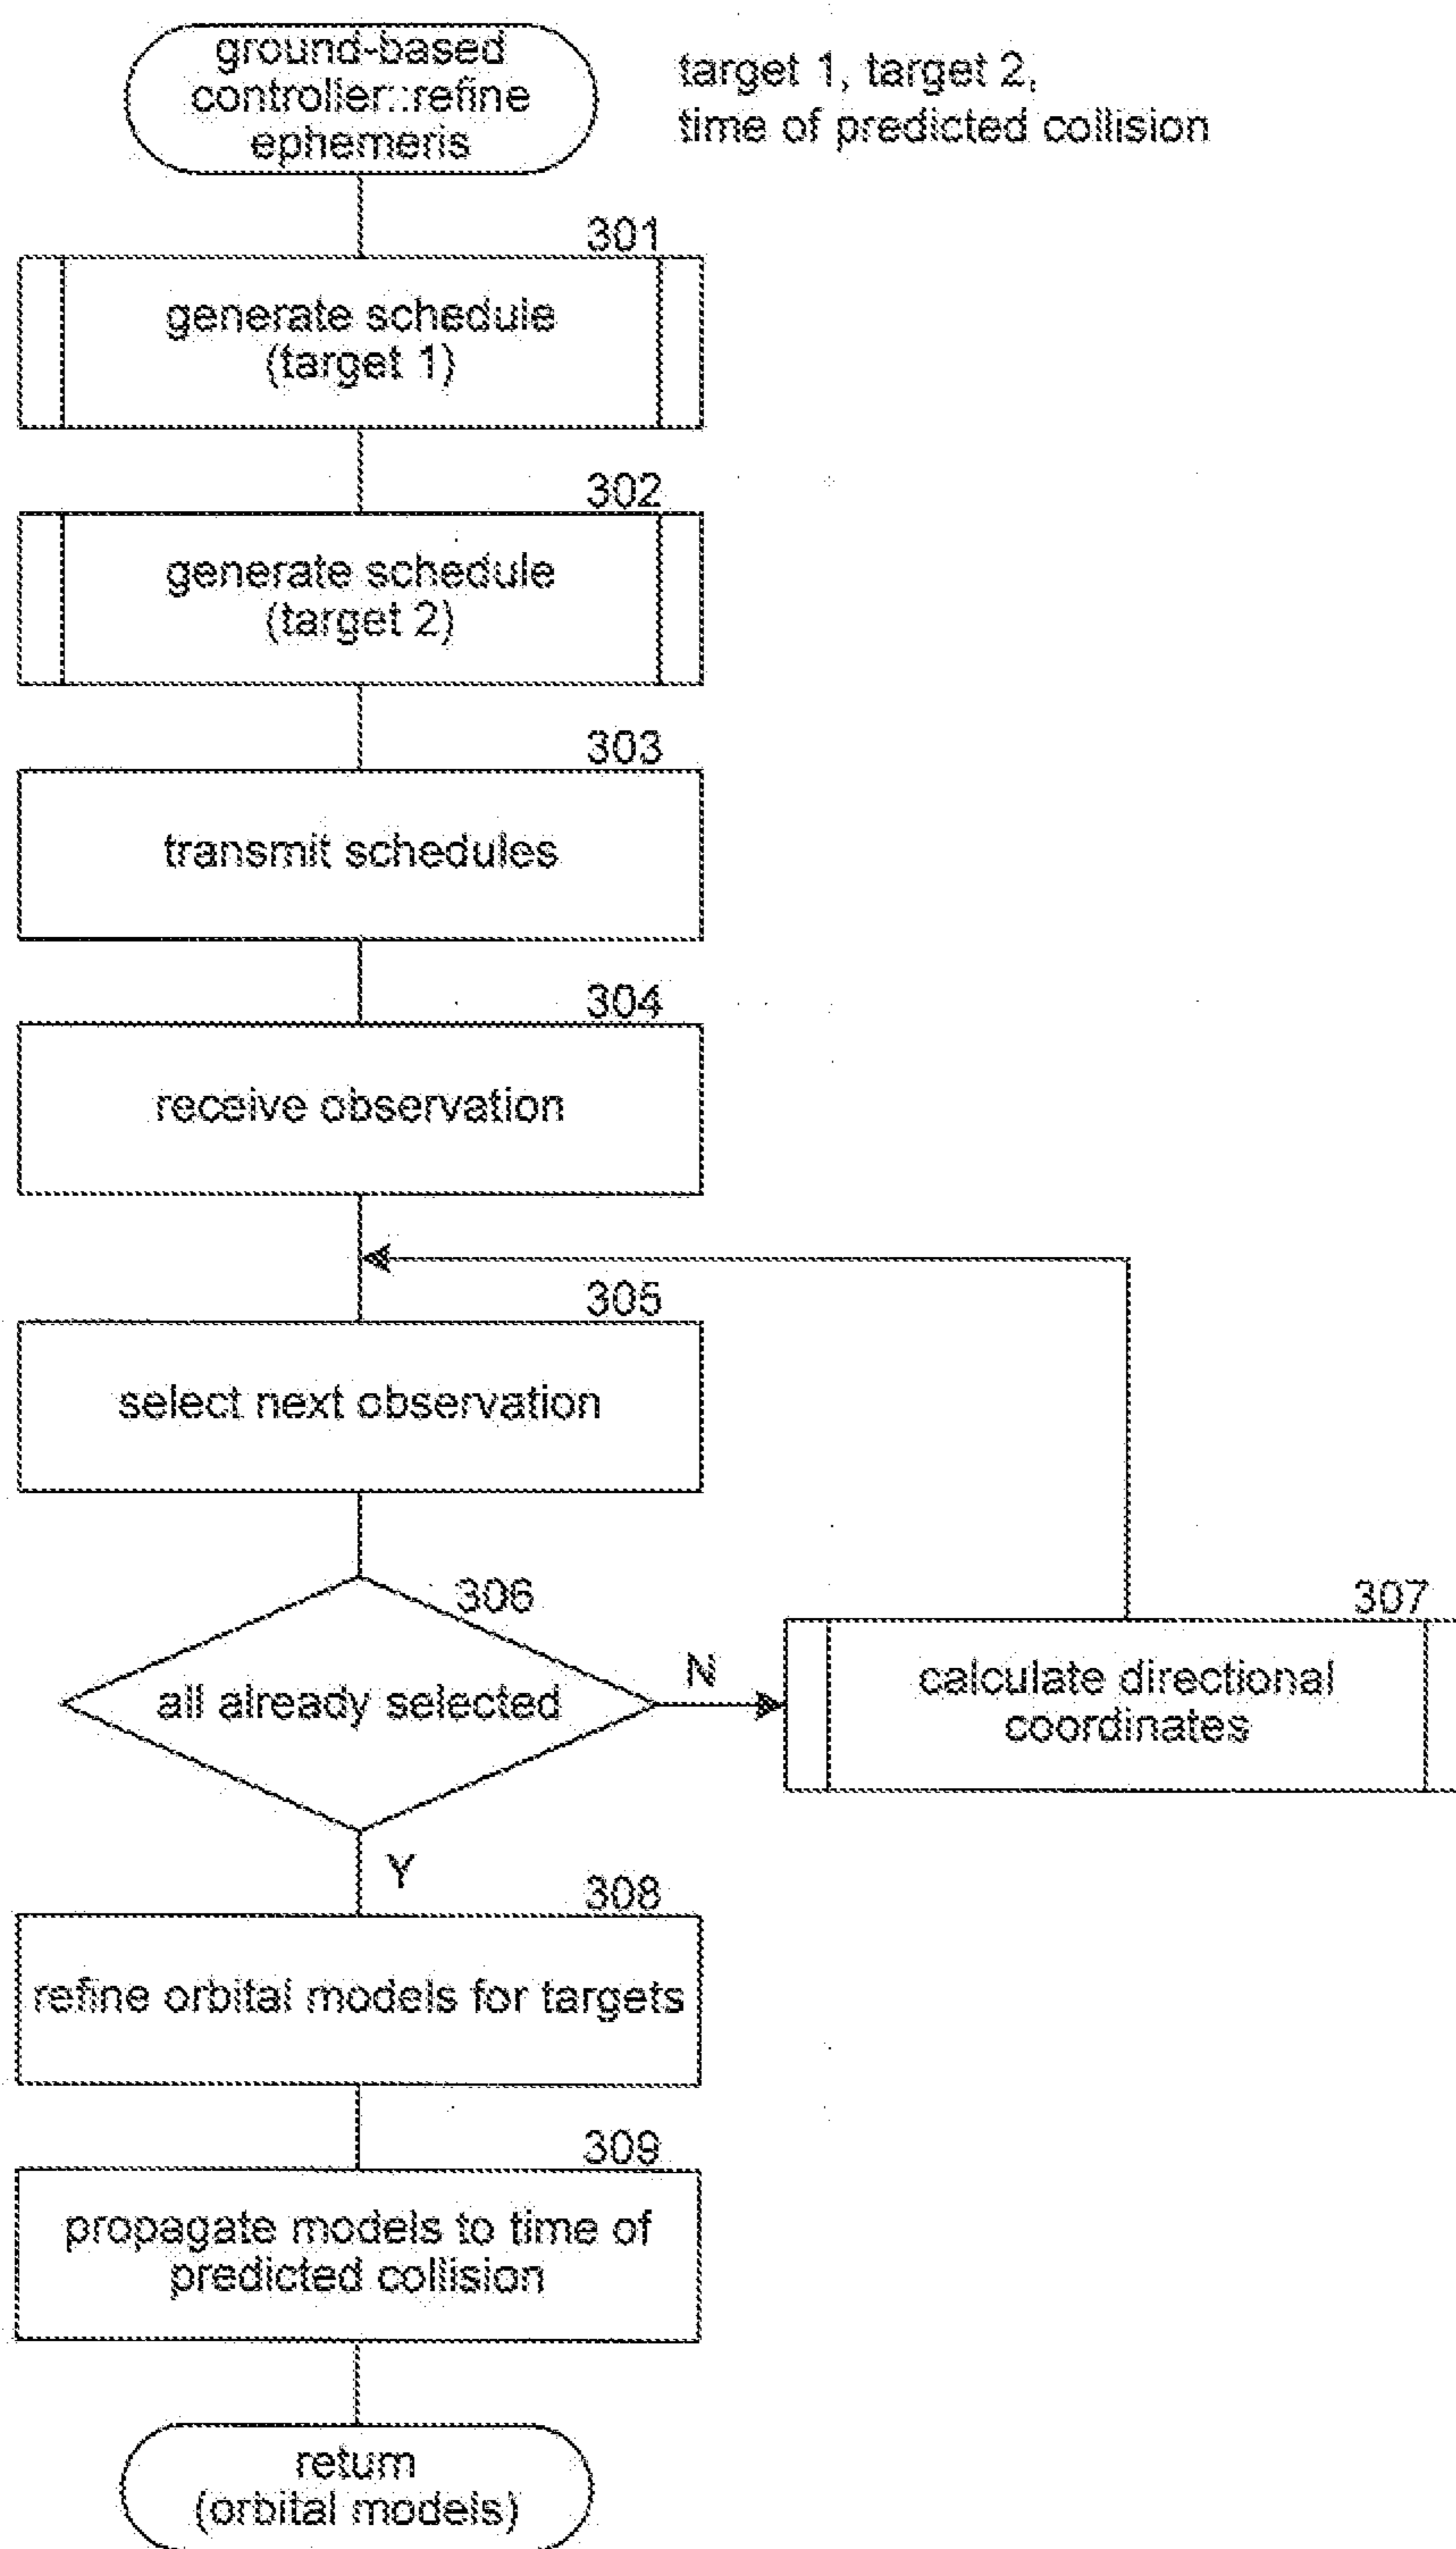 ground-based
controller::refine
ephemeris
target 1, target 2,
time of predicted collision
301
generate schedule
(target 1)
302
generate schedule
(target 2)
303
transmit schedules
304
receive observation
305
select next observation
306
all already selected
N
307
calculate directional
coordinates
Y
308
refine orbital models for targets
309
propagate models to time of
predicted collision
return
(orbital models)